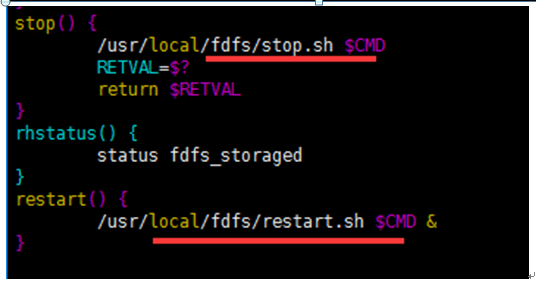 stop() {
/usr/local/fdfs/stop.sh $CMD
RETVAL=$?
return $RETVAL
}
rhstatus() {
status fdfs_storaged
}
restart() {
/usr/local/fdfs/restart.sh $CMD &
}